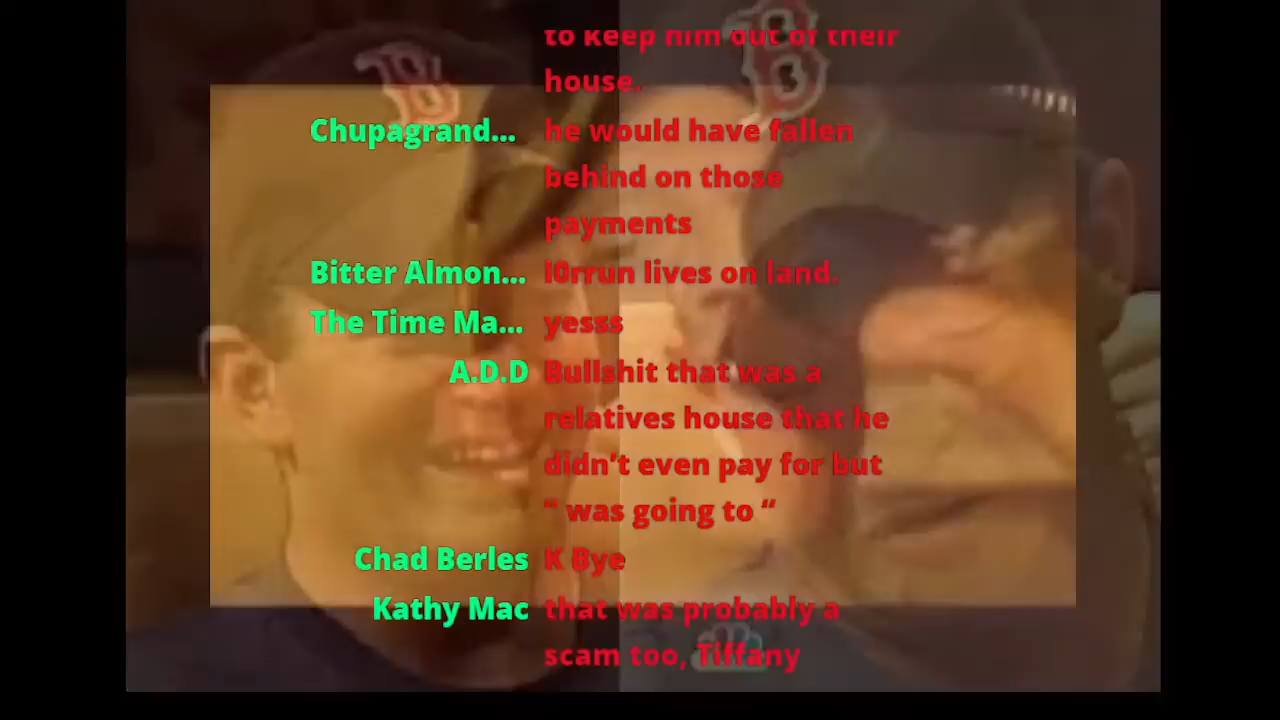 to keep him out of their
house.
Chupagrand... he would have fallen
behind on those
payments
Bitter Almon... l0rrun lives on land.
The Time Ma... yesss
A.D.D Bullshit that was a
relatives house that he
didn't even pay for but
" was going to “
Chad Berles K Bye
Kathy Mac that was probably a
scam too, Tiffany
B
B